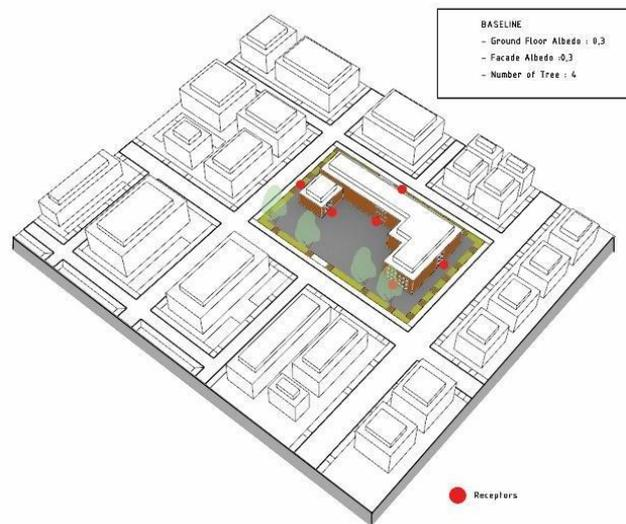 BASELINE
- Ground Floor Albedo : 0,3
- Facade Albedo :0,3
- Number of Tree : 4
Receptors